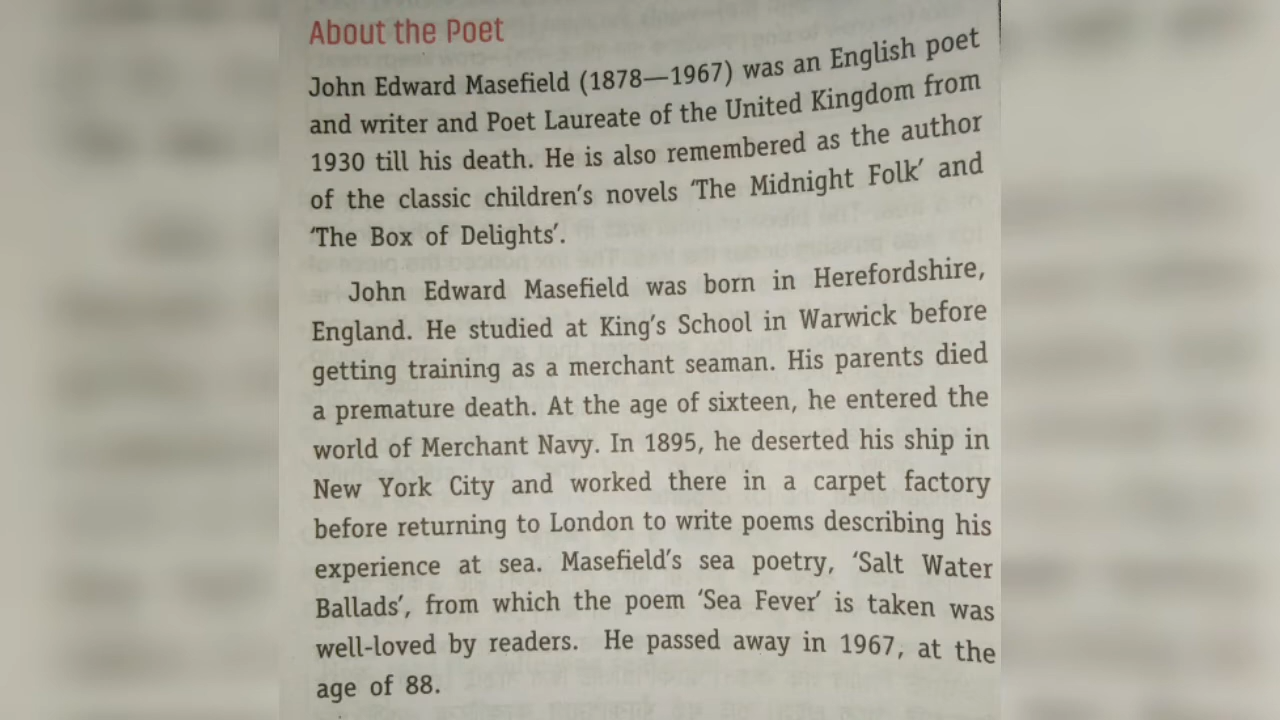 About the Poet
John Edward Masefield (1878—1967) was an English poet
and writer and Poet Laureate of the United Kingdom from
1930 till his death. He is also remembered as the author
of the classic children's novels 'The Midnight Folk' and
'The Box of Delights'.
John Edward Masefield was born in Herefordshire,
England. He studied at King's School in Warwick before
getting training as a merchant seaman. His parents died
a premature death. At the age of sixteen, he entered the
world of Merchant Navy. In 1895, he deserted his ship in
New York City and worked there in a carpet factory
before returning to London to write poems describing his
experience at sea. Masefield's sea poetry, 'Salt Water
Ballads', from which the poem 'Sea Fever' is taken was
well-loved by readers. He passed away in 1967, at the
age of 88.